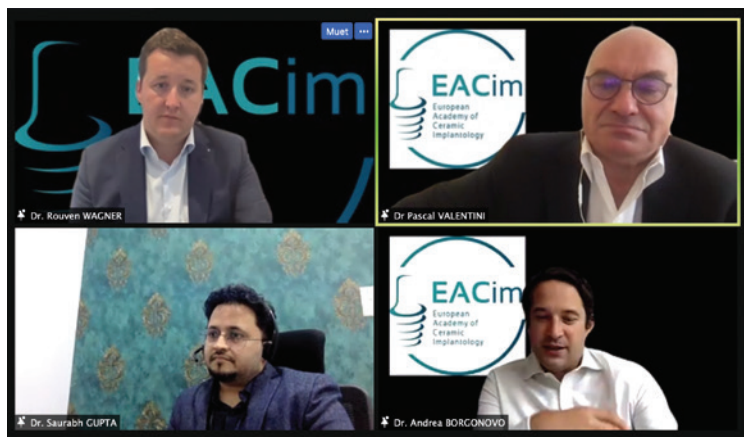 EACim
Muet
Dr. Rouven WAGNER
EACim
European
Academy of
Ceramic
Implantology
Dr Pascal VALENTINI
Dr. Saurabh GUPTA
EACim
European
Academy of
Ceramic
Implantology
Dr. Andrea BORGONOVO